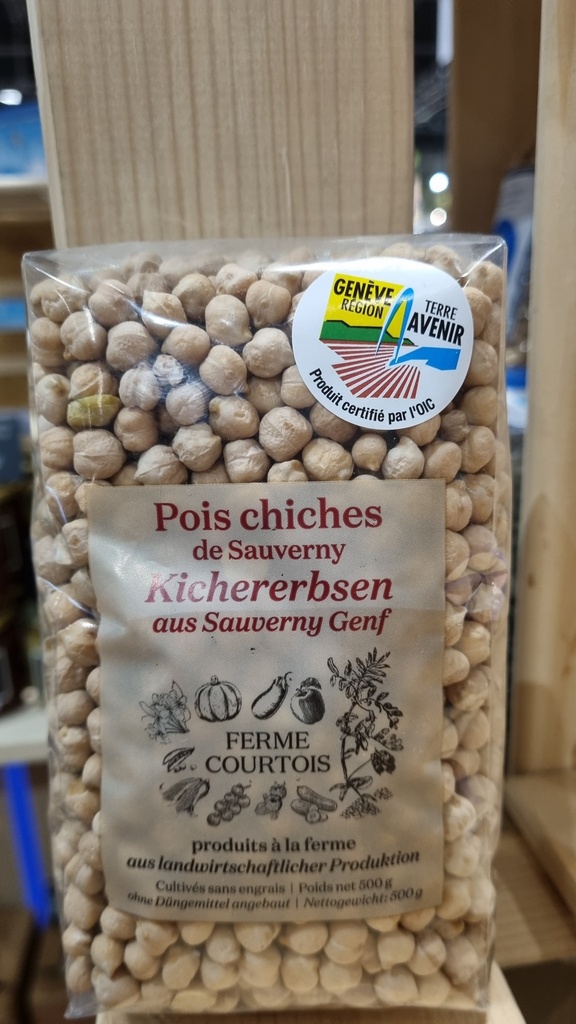 GENÈVE
RÉGION
TERRE
AVENIR
Produit certifié par l'OIC
Pois chiches
de Sauverny
Kichererbsen
aus Sauverny Genf
FERME
COURTOIS
produits à la ferme
aus landwirtschaftlicher Produktion
Cultivés sans engrais | Poids net 500 g
ohne Düngemittel angebaut | Nettogewicht: 500 g